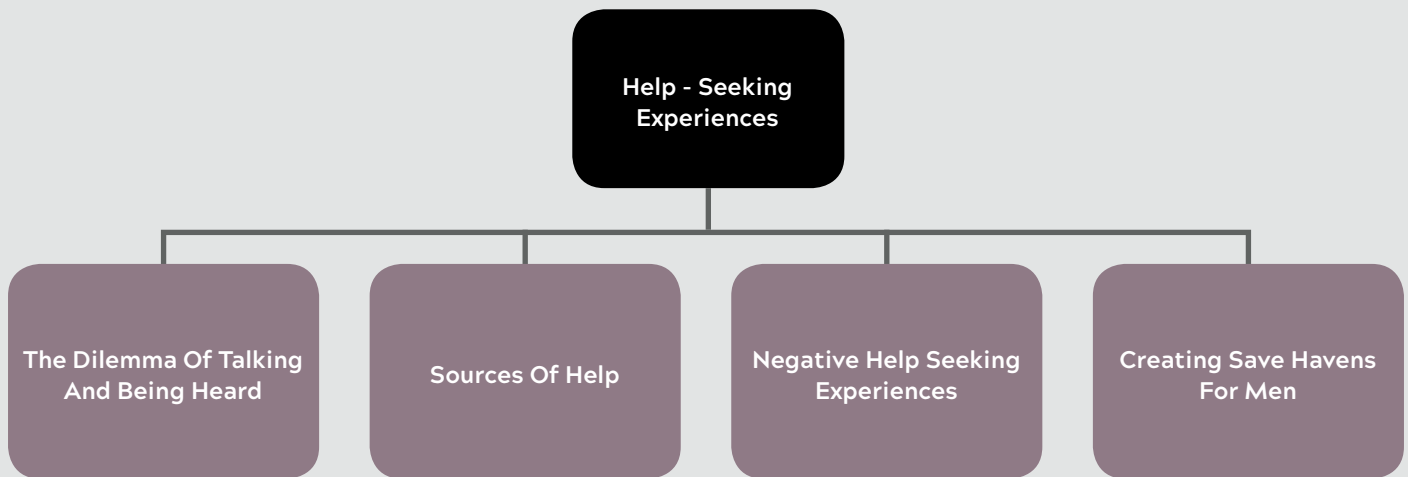 Help - Seeking
Experiences
The Dilemma Of Talking
And Being Heard
Sources Of Help
Negative Help Seeking
Experiences
Creating Save Havens
For Men